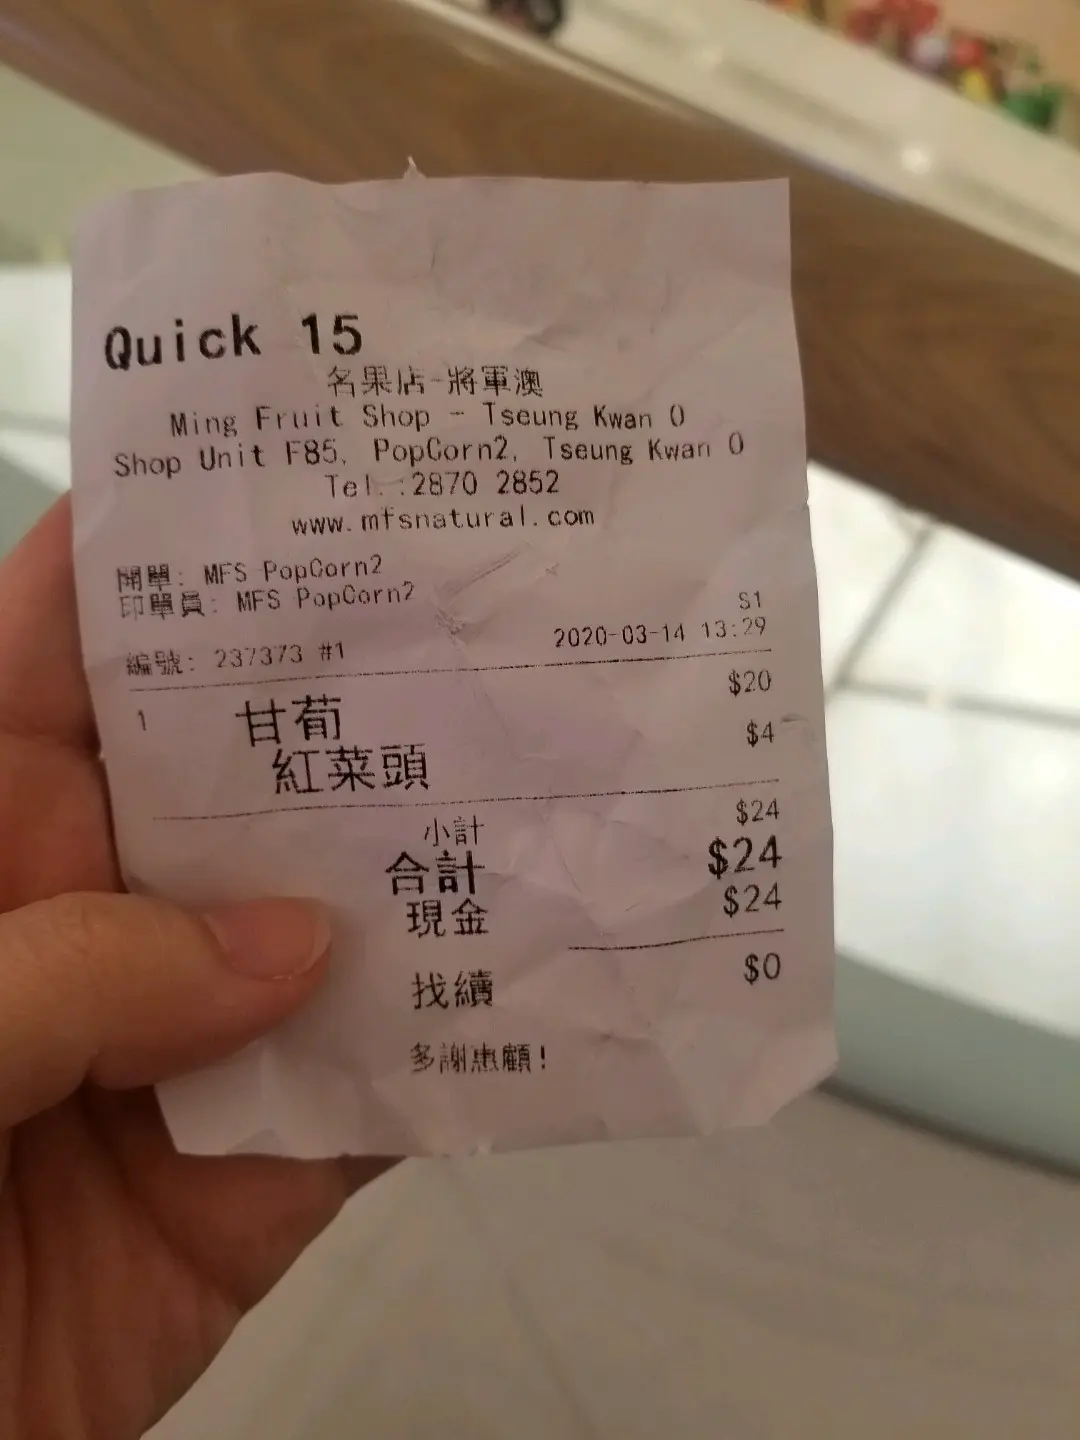 Quick 15
名果店-將軍澳
Ming Fruit Shop - Tseung Kwan O
Shop Unit F85, PopCorn2, Tseung Kwan O
Tel.:2870 2852
www.mfsnatural.com
開單: MFS PopCorn2
印單員: MFS PopCorn2
S1
編號: 237373 #1 2020-03-14 13:29
1 甘荀 $20
紅菜頭 $4
小計 $24
合計 $24
現金 $24
找續 $0
多謝惠顧!